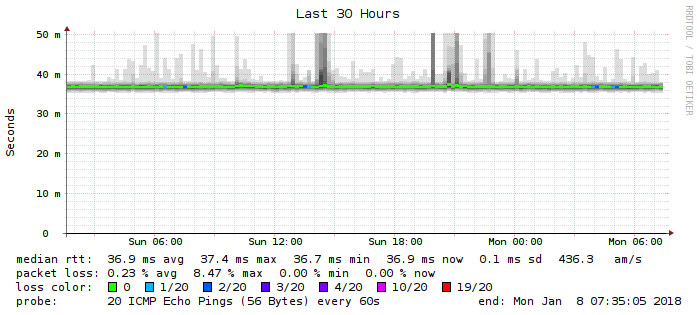 Last 30 Hours
RRDTOOL / TOBI OETIKER
Seconds
50 m
40 m
30 m
20 m
10 m
0
Sun 06:00 Sun 12:00 Sun 18:00 Mon 00:00 Mon 06:00
median rtt: 36.9 ms avg 37.4 ms max 36.7 ms min 36.9 ms now 0.1 ms sd 436.3 am/s
packet loss: 0.23 % avg 8.47 % max 0.00 % min 0.00 % now
loss color: 0 1/20 2/20 3/20 4/20 10/20 19/20
probe: 20 ICMP Echo Pings (56 Bytes) every 60s end: Mon Jan 8 07:35:05 2018